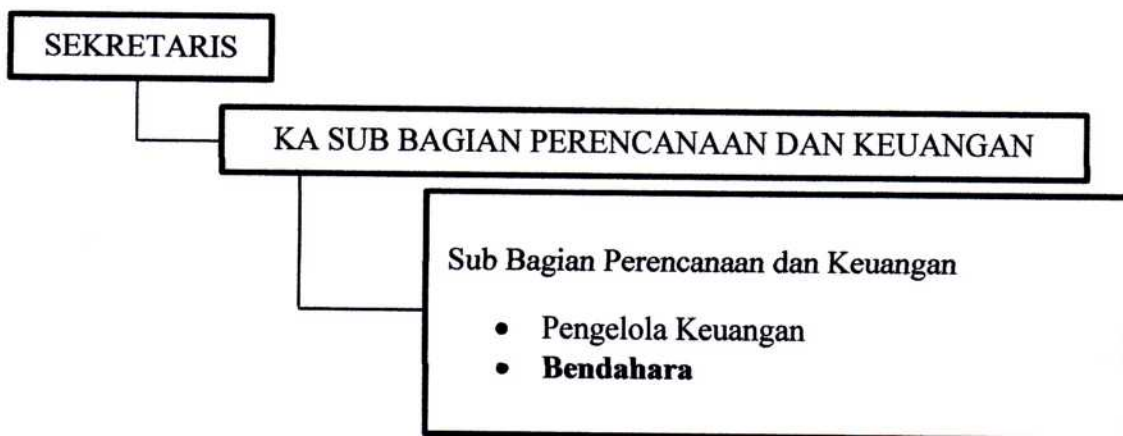 SEKRETARIS
KA SUB BAGIAN PERENCANAAN DAN KEUANGAN
Sub Bagian Perencanaan dan Keuangan
• Pengelola Keuangan
• Bendahara